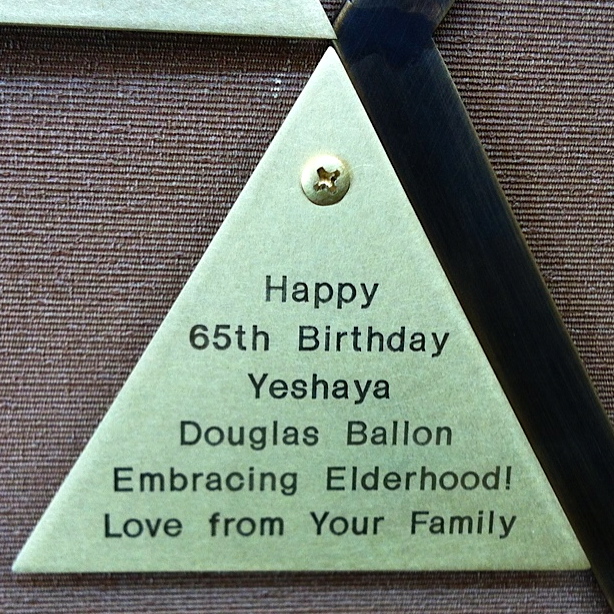 Happy
65th Birthday
Yeshaya
Douglas Ballon
Embracing Elderhood!
Love from Your Family